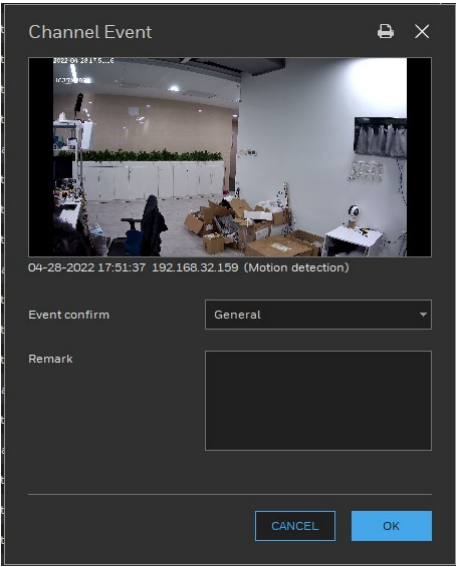 Channel Event
04-28-2022 17:51:37 192.168.32.159 (Motion detection)
Event confirm
General
Remark
CANCEL
OK